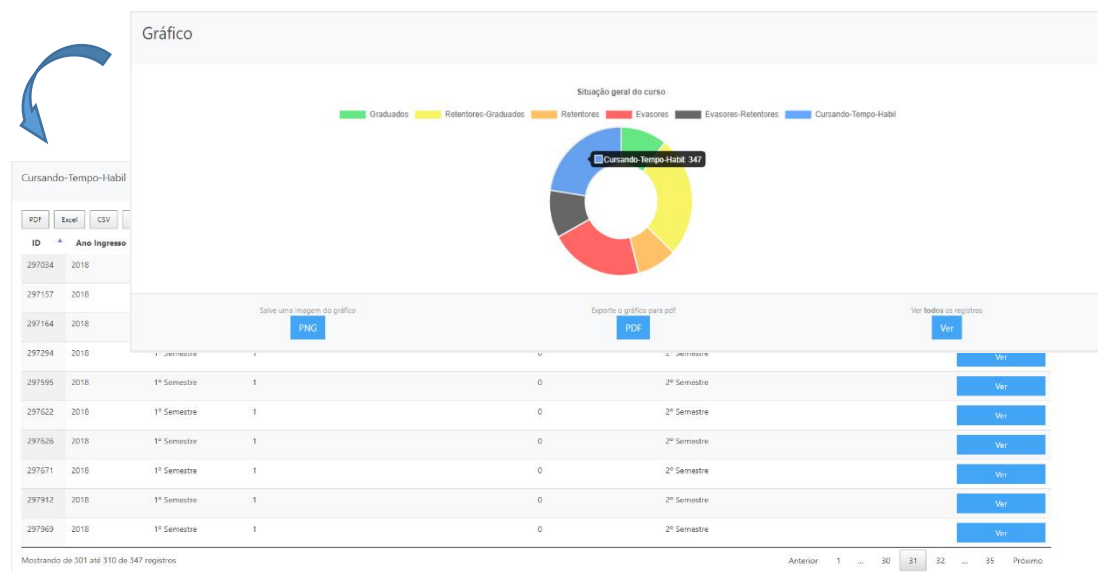 Gráfico
Situação geral do curso
Graduados Retentores-Graduados Retentores Evasores Evasores-Retentores Cursando-Tempo-Habil
Cursando-Tempo-Habil: 347
Salve uma imagem do gráfico Exporte o gráfico para pdf Ver todos os registros
PNG PDF Ver
Cursando-Tempo-Habil
PDF Excel CSV
ID Ano Ingresso
297034 2018
297157 2018
297164 2018
297294 2018 1º Semestre 1 0 2º Semestre Ver
297595 2018 1º Semestre 1 0 2º Semestre Ver
297622 2018 1º Semestre 1 0 2º Semestre Ver
297626 2018 1º Semestre 1 0 2º Semestre Ver
297671 2018 1º Semestre 1 0 2º Semestre Ver
297912 2018 1º Semestre 1 0 2º Semestre Ver
297969 2018 1º Semestre 1 0 2º Semestre Ver
Mostrando de 301 até 310 de 347 registros Anterior 1 ... 30 31 32 ... 35 Próximo